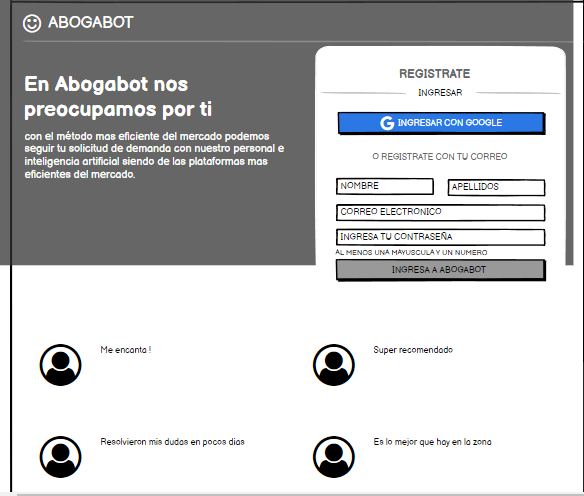 ABOGABOT
En Abogabot nos
preocupamos por ti
con el método mas eficiente del mercado podemos
seguir tu solicitud de demanda con nuestro personal e
inteligencia artificial siendo de las plataformas mas
eficientes del mercado.
REGISTRATE
INGRESAR
G INGRESAR CON GOOGLE
O REGISTRATE CON TU CORREO
NOMBRE
APELLIDOS
CORREO ELECTRONICO
INGRESA TU CONTRASEÑA
AL MENOS UNA MAYUSCULA Y UN NUMERO
INGRESA A ABOGABOT
Me encanta !
Super recomendado
Resolvieron mis dudas en pocos dias
Es lo mejor que hay en la zona